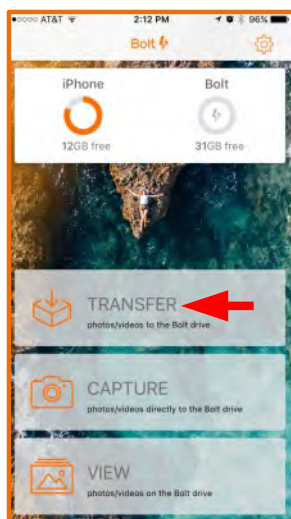 AT&T 2:12 PM 96%
Bolt
iPhone Bolt
12GB free 31GB free
TRANSFER
photos/videos to the Bolt drive
CAPTURE
photos/videos directly to the Bolt drive
VIEW
photos/videos on the Bolt drive